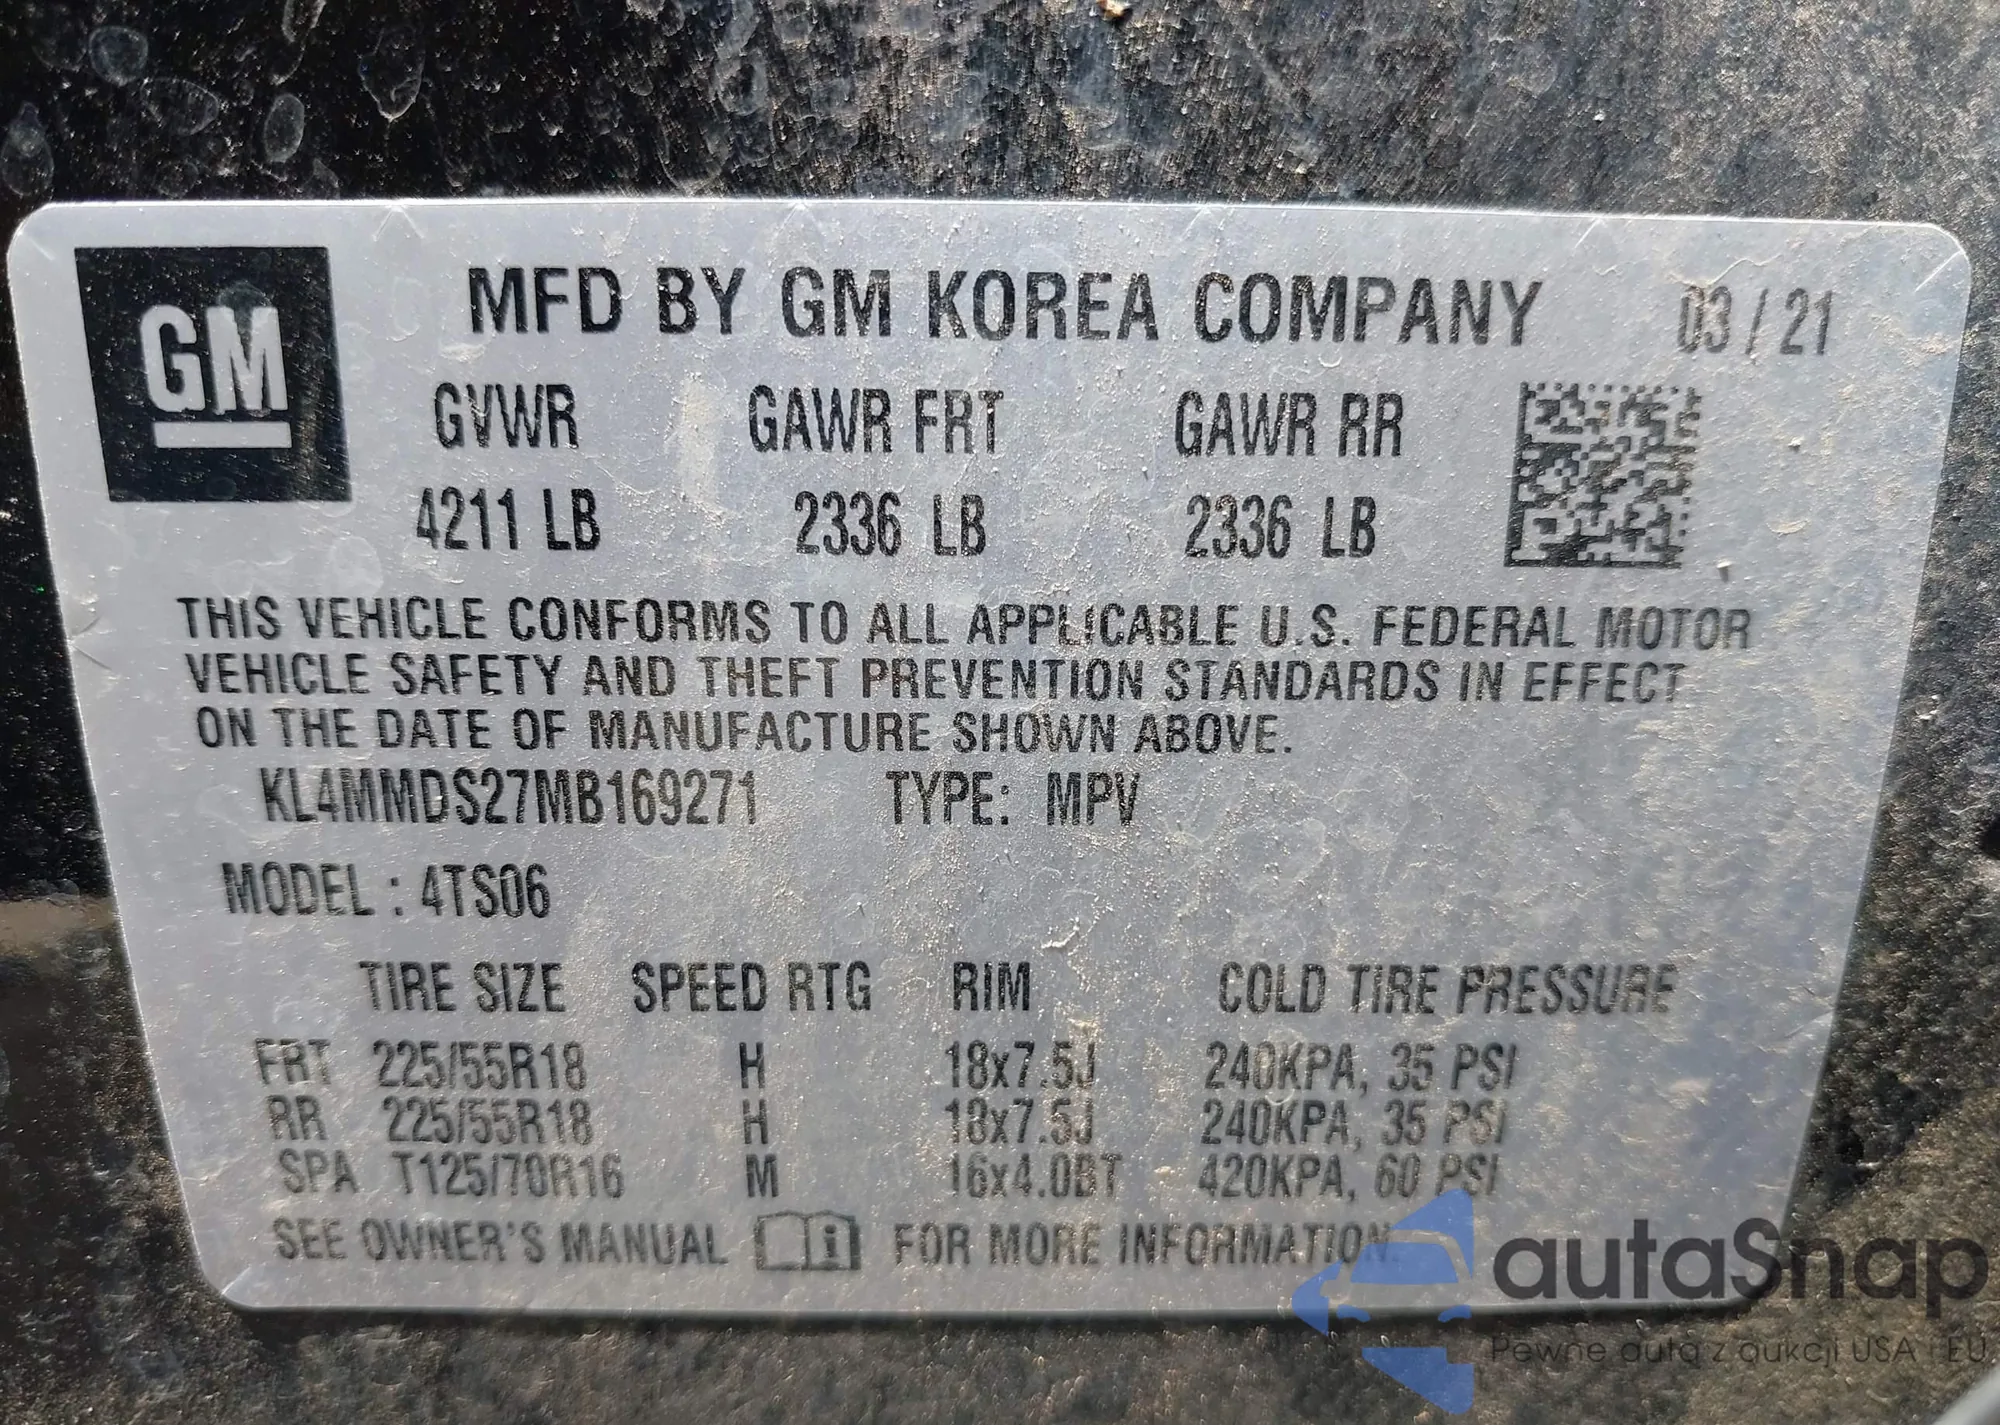 GM
MFD BY GM KOREA COMPANY 03 / 21
GVWR GAWR FRT GAWR RR
4211 LB 2336 LB 2336 LB
THIS VEHICLE CONFORMS TO ALL APPLICABLE U.S. FEDERAL MOTOR
VEHICLE SAFETY AND THEFT PREVENTION STANDARDS IN EFFECT
ON THE DATE OF MANUFACTURE SHOWN ABOVE.
KL4MMDS27MB169271 TYPE: MPV
MODEL : 4TS06
TIRE SIZE SPEED RTG RIM COLD TIRE PRESSURE
FRT 225/55R18 H 18x7.5J 240KPA, 35 PSI
RR 225/55R18 H 18x7.5J 240KPA, 35 PSI
SPA T125/70R16 M 16x4.0BT 420KPA, 60 PSI
SEE OWNER'S MANUAL i FOR MORE INFORMATION.
autaSnap
Pewne auta z aukcji USA i EU